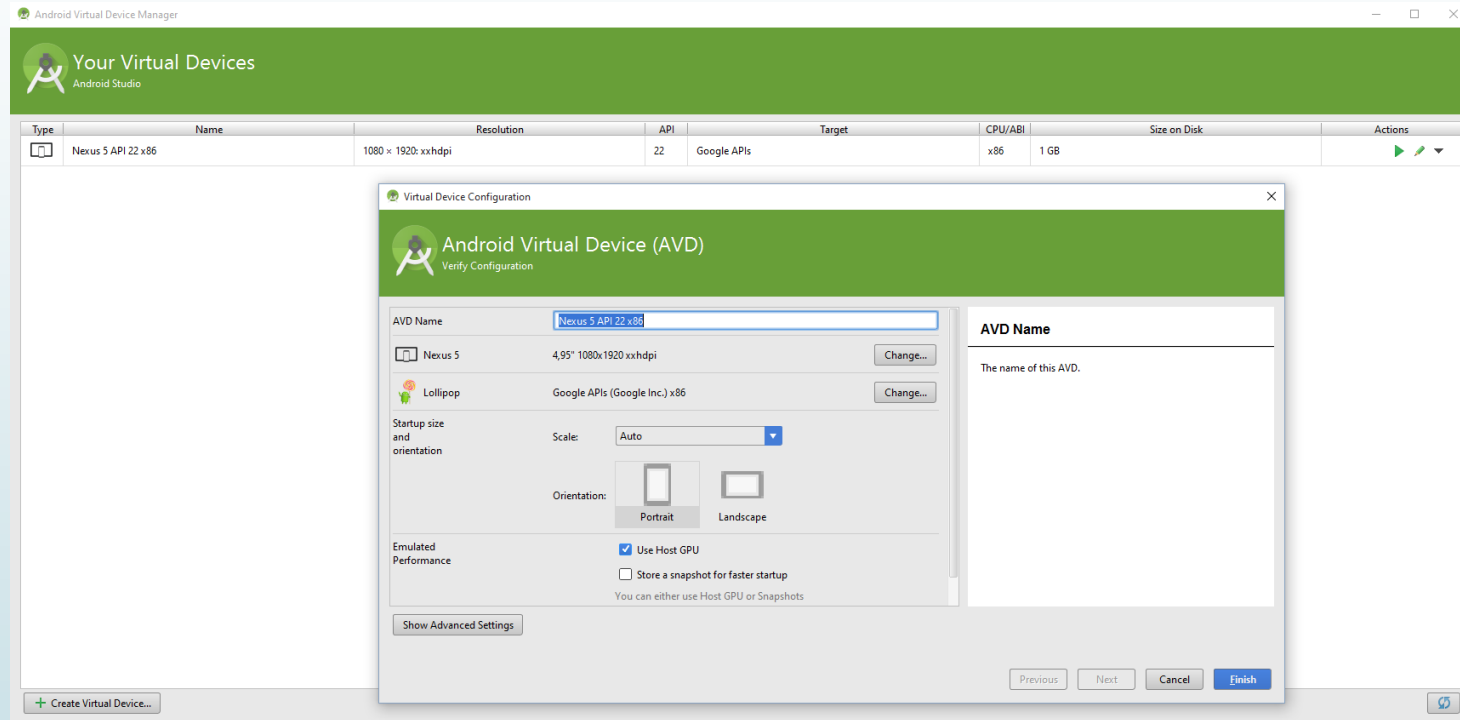 Android Virtual Device Manager
Your Virtual Devices
Android Studio
Type Name Resolution API Target CPU/ABI Size on Disk Actions
Nexus 5 API 22 x86 1080 × 1920: xxhdpi 22 Google APIs x86 1 GB
Virtual Device Configuration
Android Virtual Device (AVD)
Verify Configuration
AVD Name Nexus 5 API 22 x86
Nexus 5 4,95" 1080x1920 xxhdpi Change...
Lollipop Google APIs (Google Inc.) x86 Change...
Startup size
and
orientation
Scale: Auto
Orientation:
Portrait Landscape
Emulated
Performance
Use Host GPU
Store a snapshot for faster startup
You can either use Host GPU or Snapshots
AVD Name
The name of this AVD.
Show Advanced Settings
Previous Next Cancel Finish
Create Virtual Device...